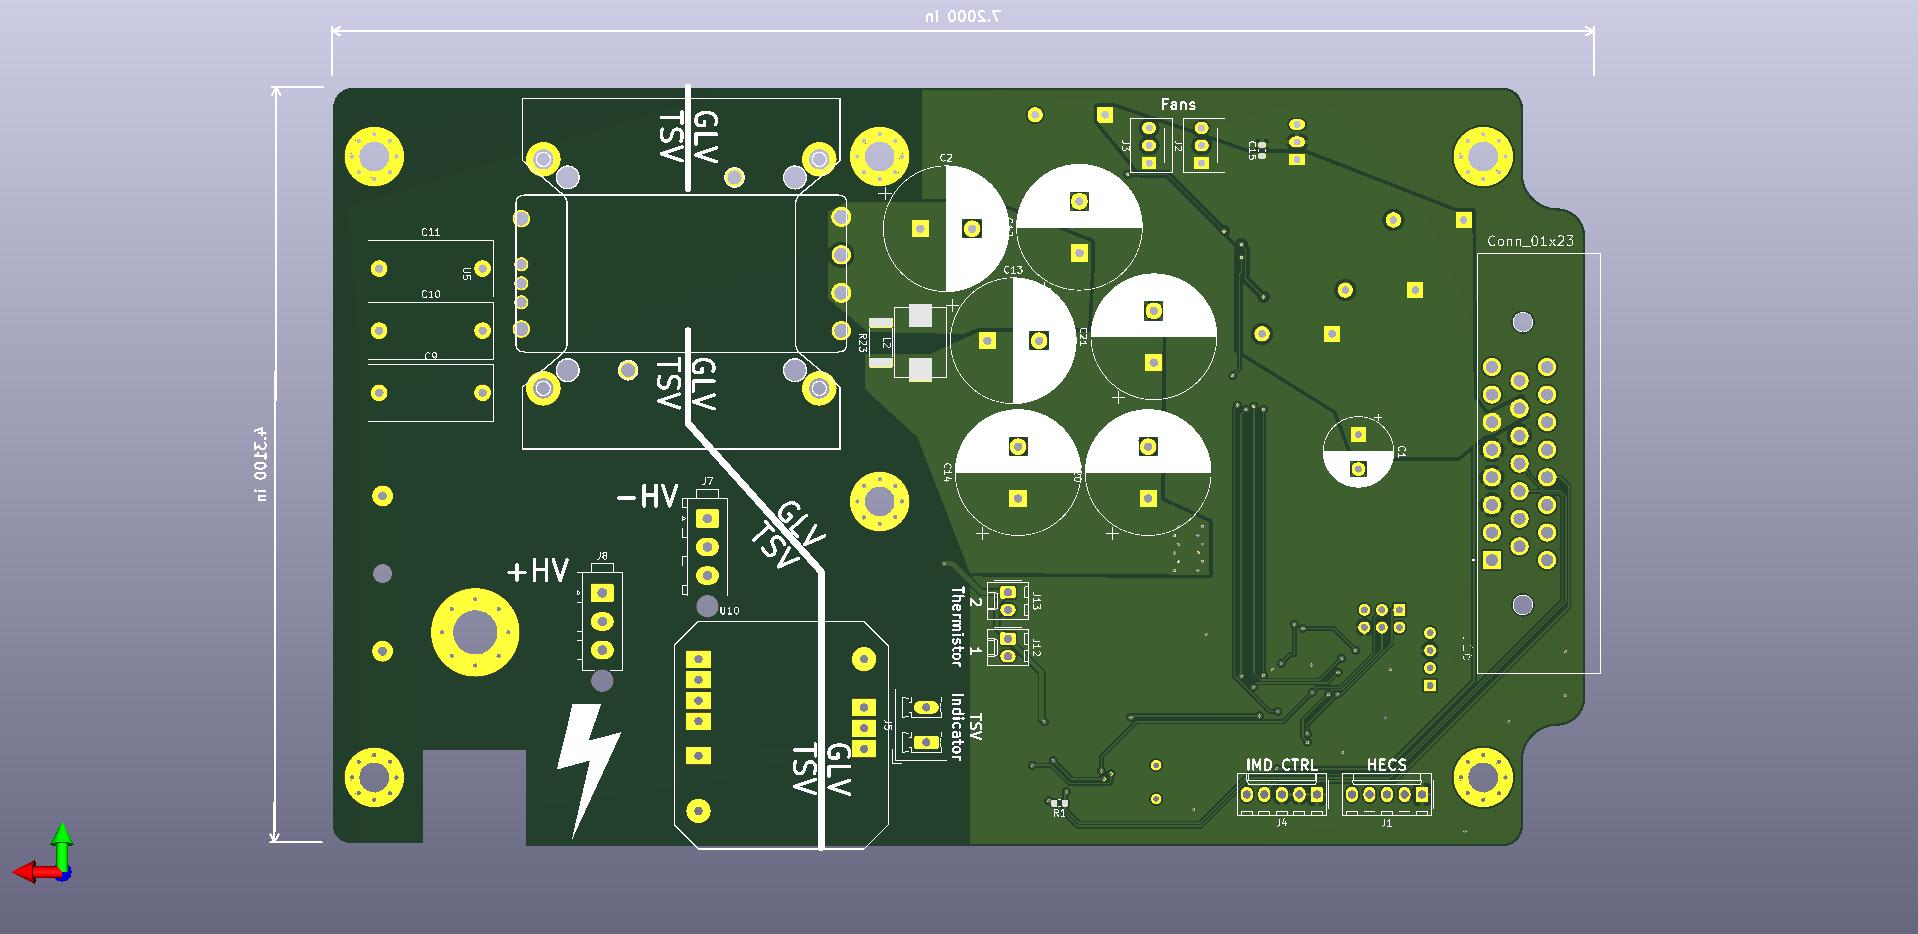 7.2000 in
4.3100 in
Fans
GLV
TSV
J3
J2
C15
C2
C11
U5
C10
C9
C13
Conn_01x23
R23
L2
C21
GLV
TSV
C1
C14
-HV
J7
GLV
TSV
+HV
J8
U10
Thermistor
2
1
J13
J12
TSV
Indicator
J5
GLV
TSV
IMD CTRL
HECS
R1
J4
J1